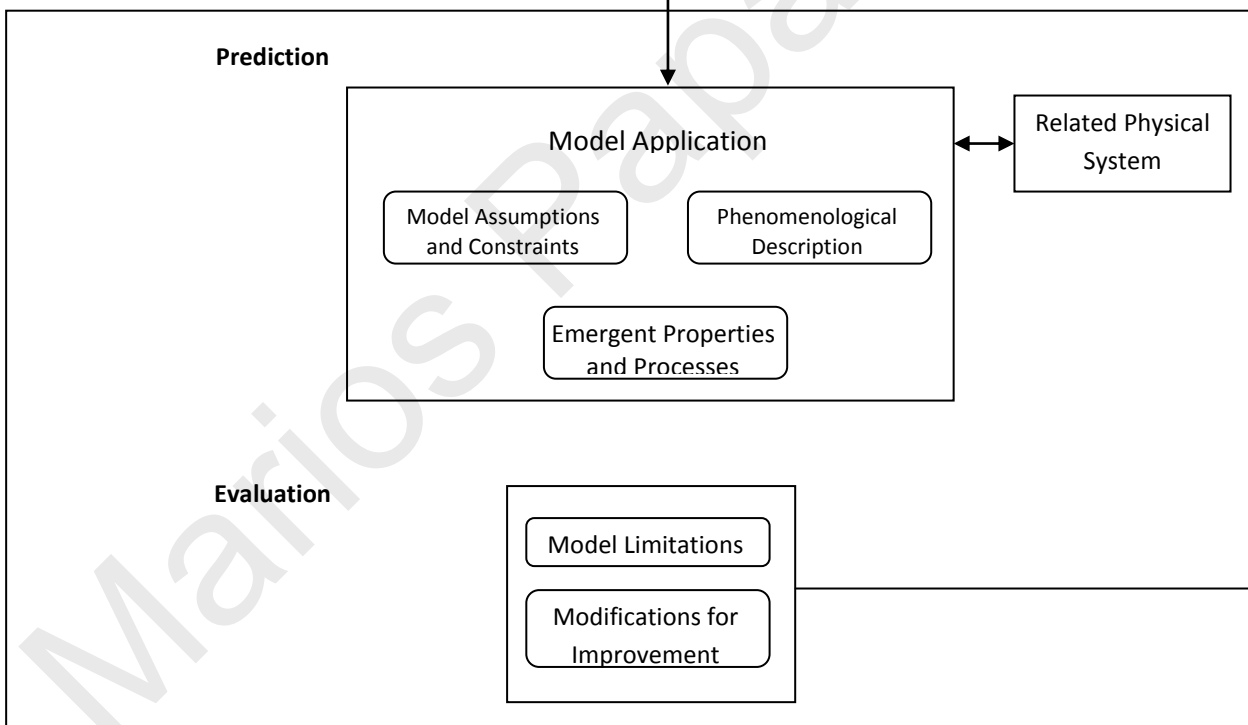 Prediction
Model Application
Related Physical
System
Model Assumptions
and Constraints
Phenomenological
Description
Emergent Properties
and Processes
Evaluation
Model Limitations
Modifications for
Improvement
Marios Papa